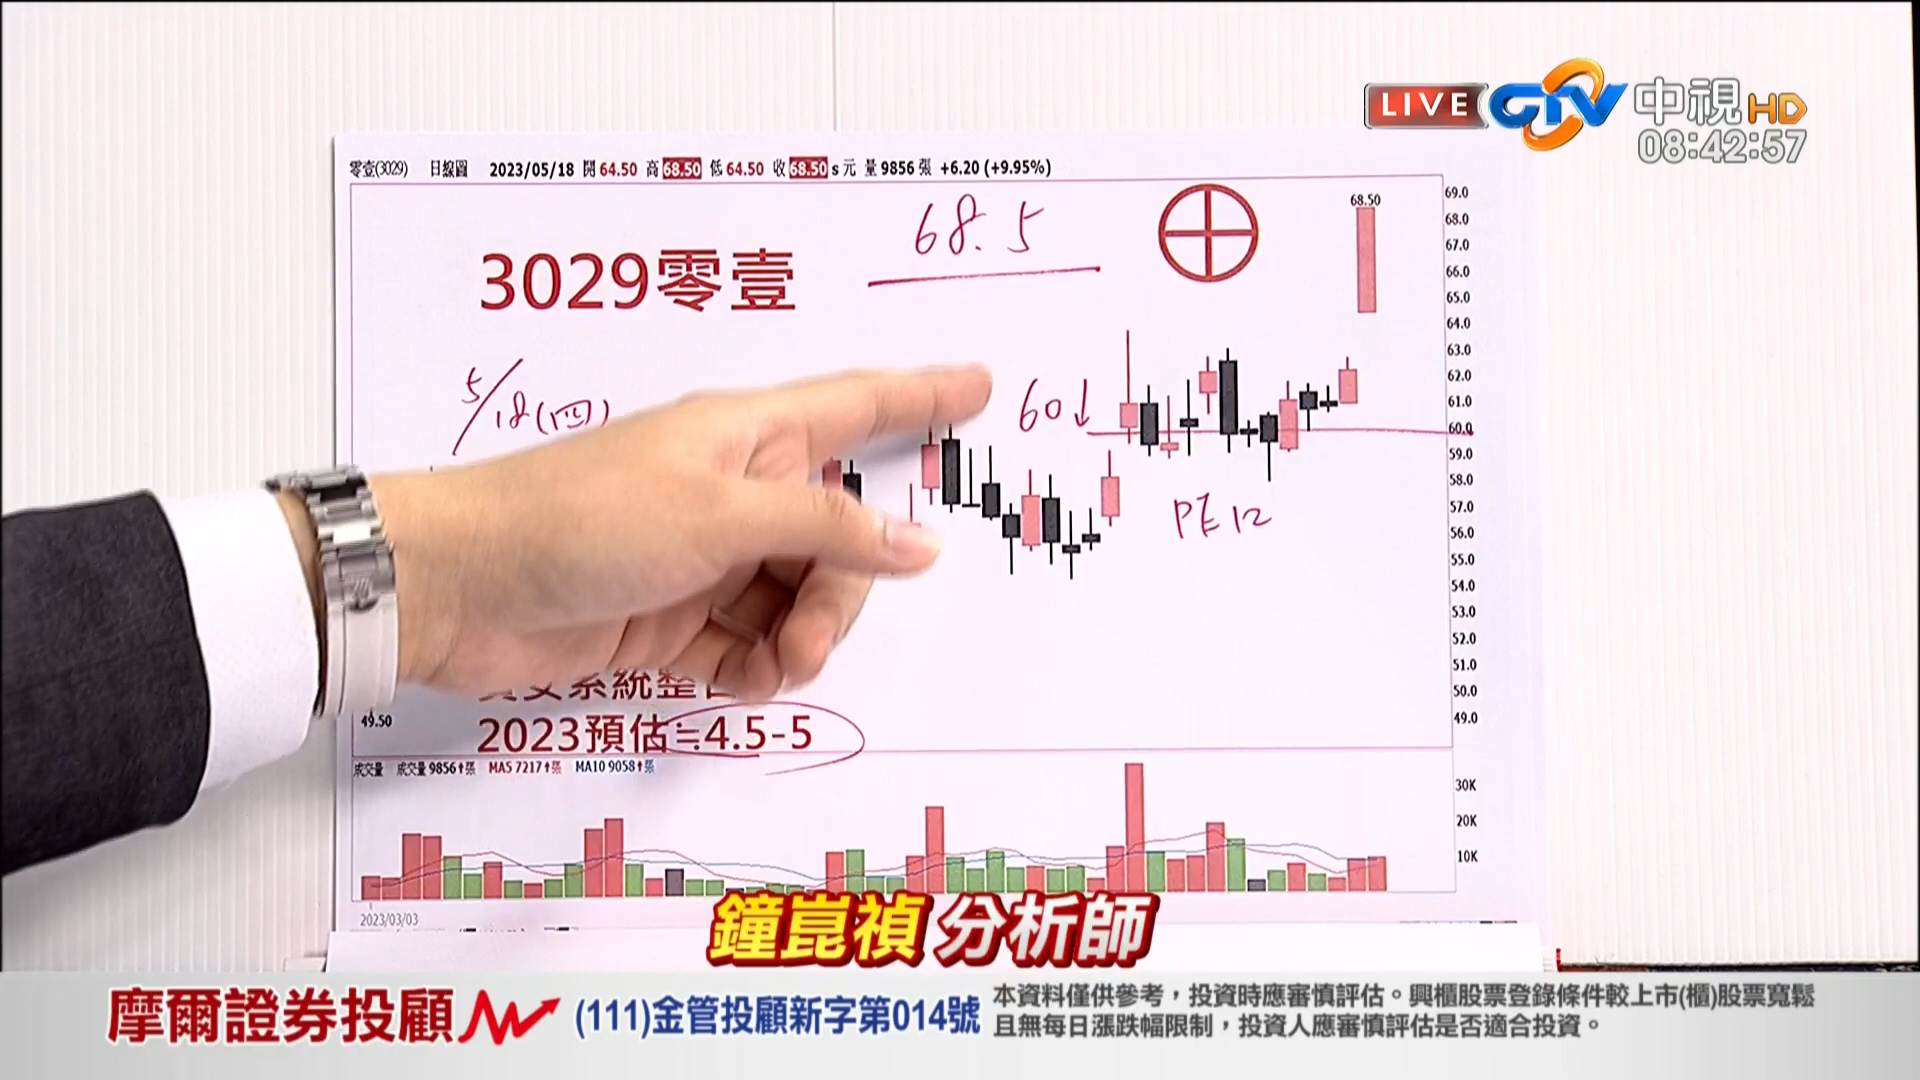 LIVE CTV 中視HD
08:42:57
零壹(3029) 日線圖 2023/05/18 開 64.50 高 68.50 低 64.50 收 68.50 s 元 量 9856 張 +6.20 (+9.95%)
68.5
68.50
3029零壹
5/18(四)
60↓
PE 12
69.0
68.0
67.0
66.0
65.0
64.0
63.0
62.0
61.0
60.0
59.0
58.0
57.0
56.0
55.0
54.0
53.0
52.0
51.0
50.0
49.0
系統整
49.50
2023預估≒4.5-5
成交量 成交量 9856↑張 MA5 7217↑張 MA10 9058↑張
30K
20K
10K
2023/03/03
鐘崑禎 分析師
摩爾證券投顧 (111)金管投顧新字第014號
本資料僅供參考，投資時應審慎評估。興櫃股票登錄條件較上市(櫃)股票寬鬆
且無每日漲跌幅限制，投資人應審慎評估是否適合投資。